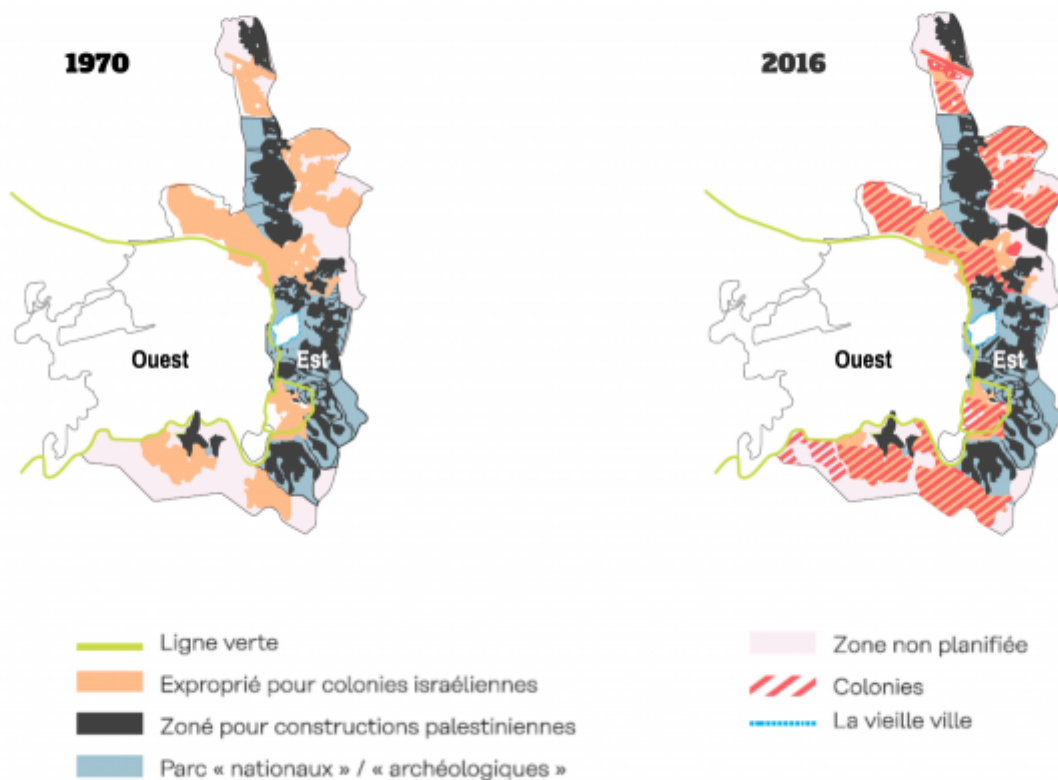 1970
2016
Ouest
Est
Ouest
Est
Ligne verte
Exproprié pour colonies israéliennes
Zoné pour constructions palestiniennes
Parc « nationaux » / « archéologiques »
Zone non planifiée
Colonies
La vieille ville